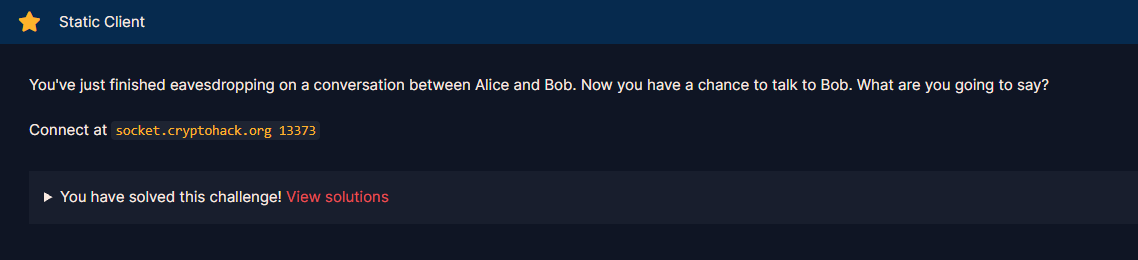 Static Client
You've just finished eavesdropping on a conversation between Alice and Bob. Now you have a chance to talk to Bob. What are you going to say?
Connect at socket.cryptohack.org 13373
You have solved this challenge! View solutions